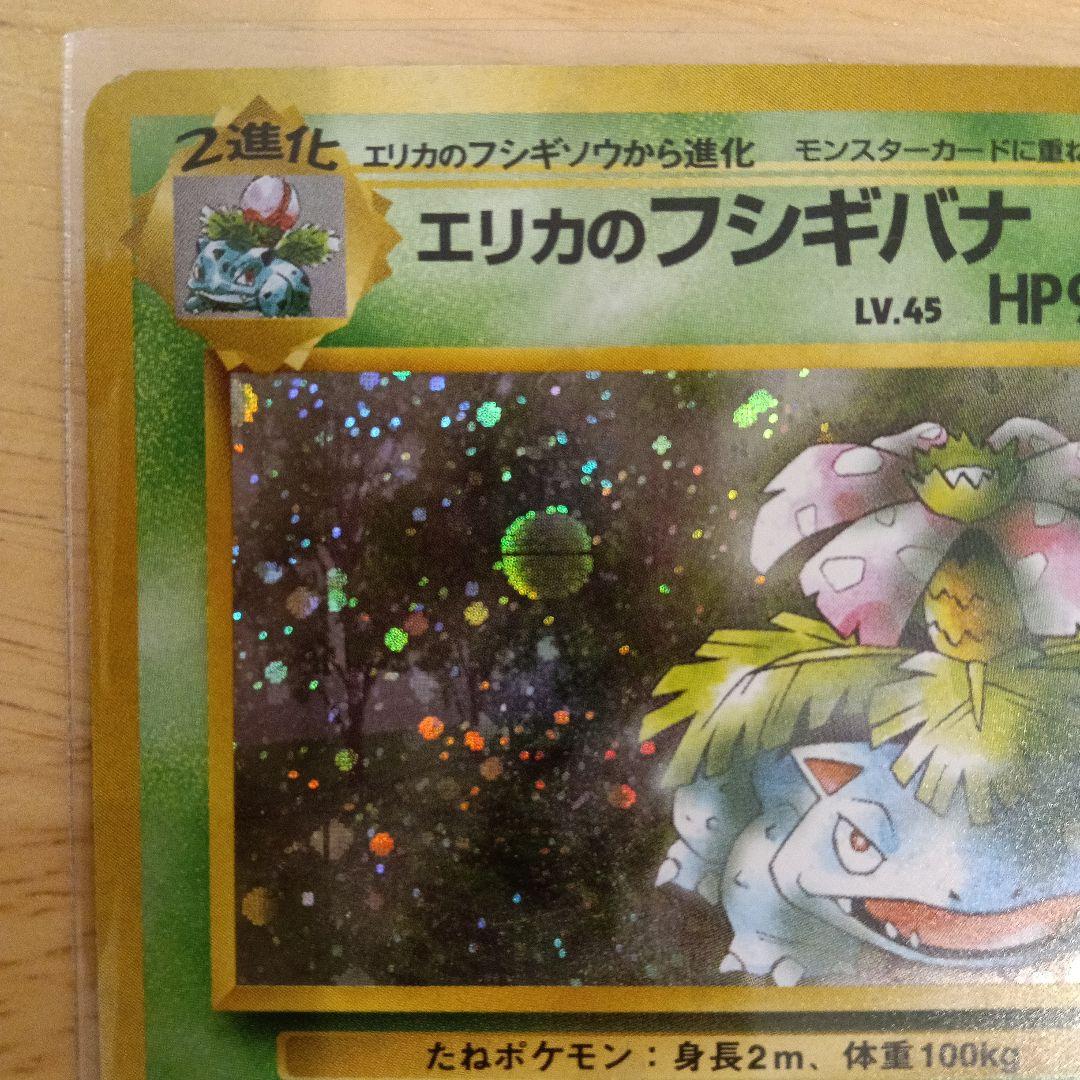 2進化 エリカのフシギソウから進化 モンスターカードに重ね
エリカのフシギバナ
LV.45 HP9
たねポケモン：身長2m、体重100kg